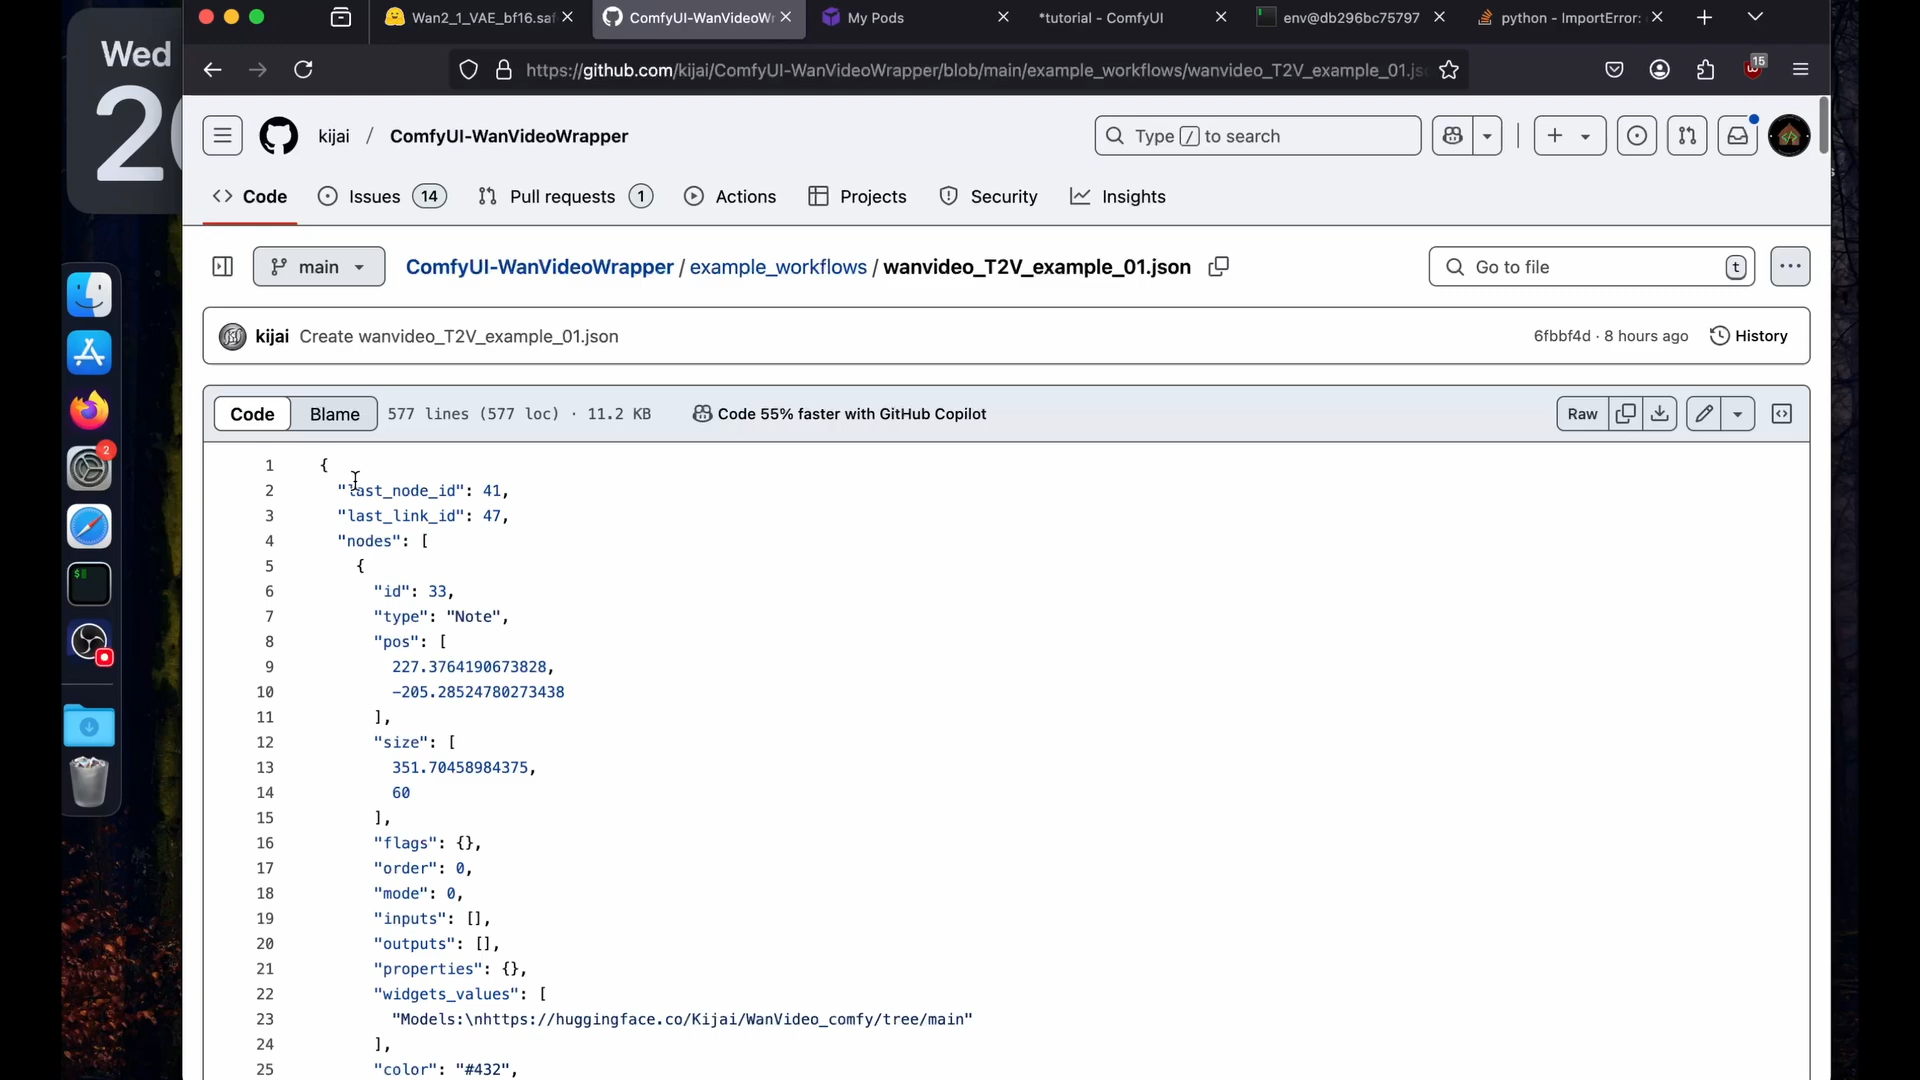 Wed
2
Wan2_1_VAE_bf16.saf
ComfyUI-WanVideoW
My Pods
*tutorial - ComfyUI
env@db296bc75797
python - ImportError:
https://github.com/kijai/ComfyUI-WanVideoWrapper/blob/main/example_workflows/wanvideo_T2V_example_01.js
15
kijai / ComfyUI-WanVideoWrapper
Type / to search
Code
Issues 14
Pull requests 1
Actions
Projects
Security
Insights
main
ComfyUI-WanVideoWrapper / example_workflows / wanvideo_T2V_example_01.json
Go to file t
kijai Create wanvideo_T2V_example_01.json
6fbbf4d · 8 hours ago
History
2
Code
Blame
577 lines (577 loc) · 11.2 KB
Code 55% faster with GitHub Copilot
Raw
1 {
2 "last_node_id": 41,
3 "last_link_id": 47,
4 "nodes": [
5 {
6 "id": 33,
7 "type": "Note",
8 "pos": [
9 227.3764190673828,
10 -205.28524780273438
11 ],
12 "size": [
13 351.70458984375,
14 60
15 ],
16 "flags": {},
17 "order": 0,
18 "mode": 0,
19 "inputs": [],
20 "outputs": [],
21 "properties": {},
22 "widgets_values": [
23 "Models:\nhttps://huggingface.co/Kijai/WanVideo_comfy/tree/main"
24 ],
25 "color": "#432",